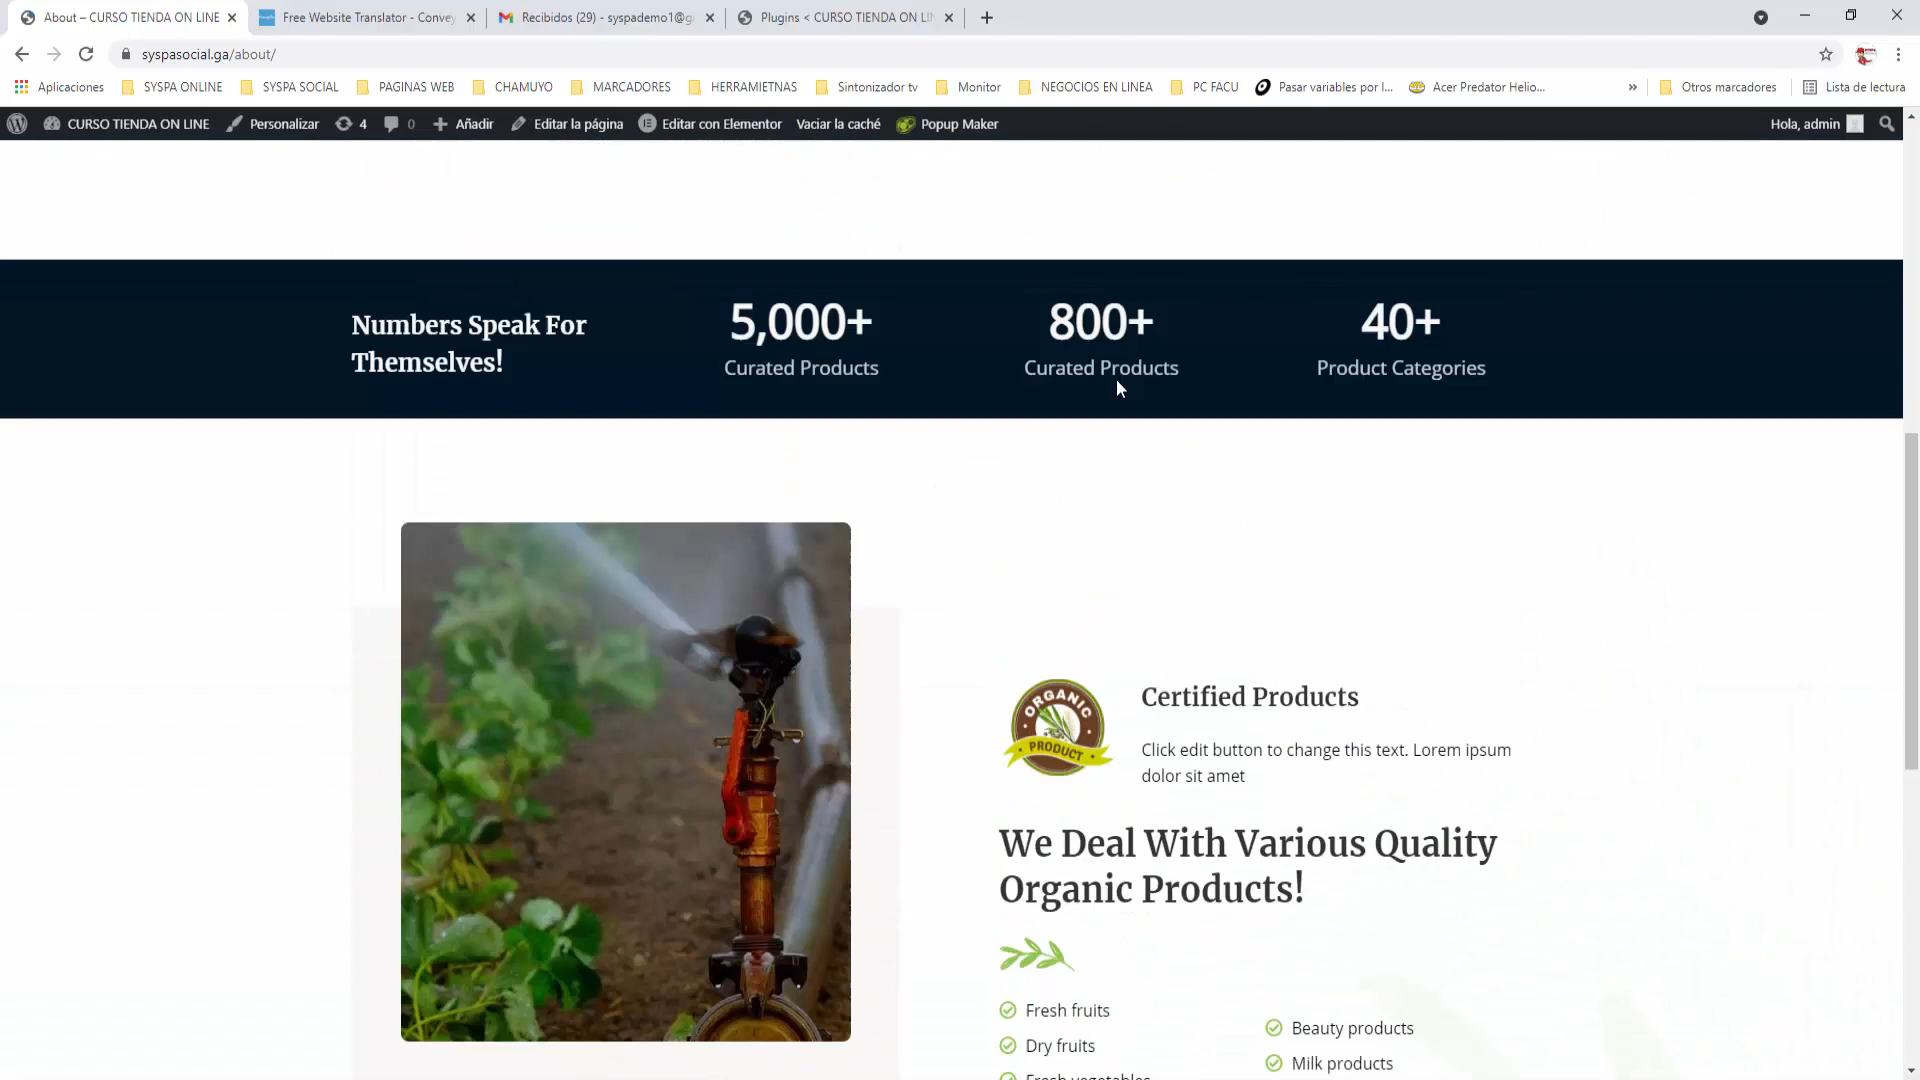 About – CURSO TIENDA ON LINE
Free Website Translator - Convey
Recibidos (29) - syspademo1@g
Plugins < CURSO TIENDA ON LIN
syspasocial.ga/about/
Aplicaciones
SYSPA ONLINE
SYSPA SOCIAL
PAGINAS WEB
CHAMUYO
MARCADORES
HERRAMIETNAS
Sintonizador tv
Monitor
NEGOCIOS EN LINEA
PC FACU
Pasar variables por l...
Acer Predator Helio...
»
Otros marcadores
Lista de lectura
CURSO TIENDA ON LINE
Personalizar
4
0
Añadir
Editar la página
Editar con Elementor
Vaciar la caché
Popup Maker
Hola, admin
Numbers Speak For
Themselves!
5,000+
Curated Products
800+
Curated Products
40+
Product Categories
ORGANIC
PRODUCT
Certified Products
Click edit button to change this text. Lorem ipsum
dolor sit amet
We Deal With Various Quality
Organic Products!
Fresh fruits
Dry fruits
Fresh vegetables
Beauty products
Milk products